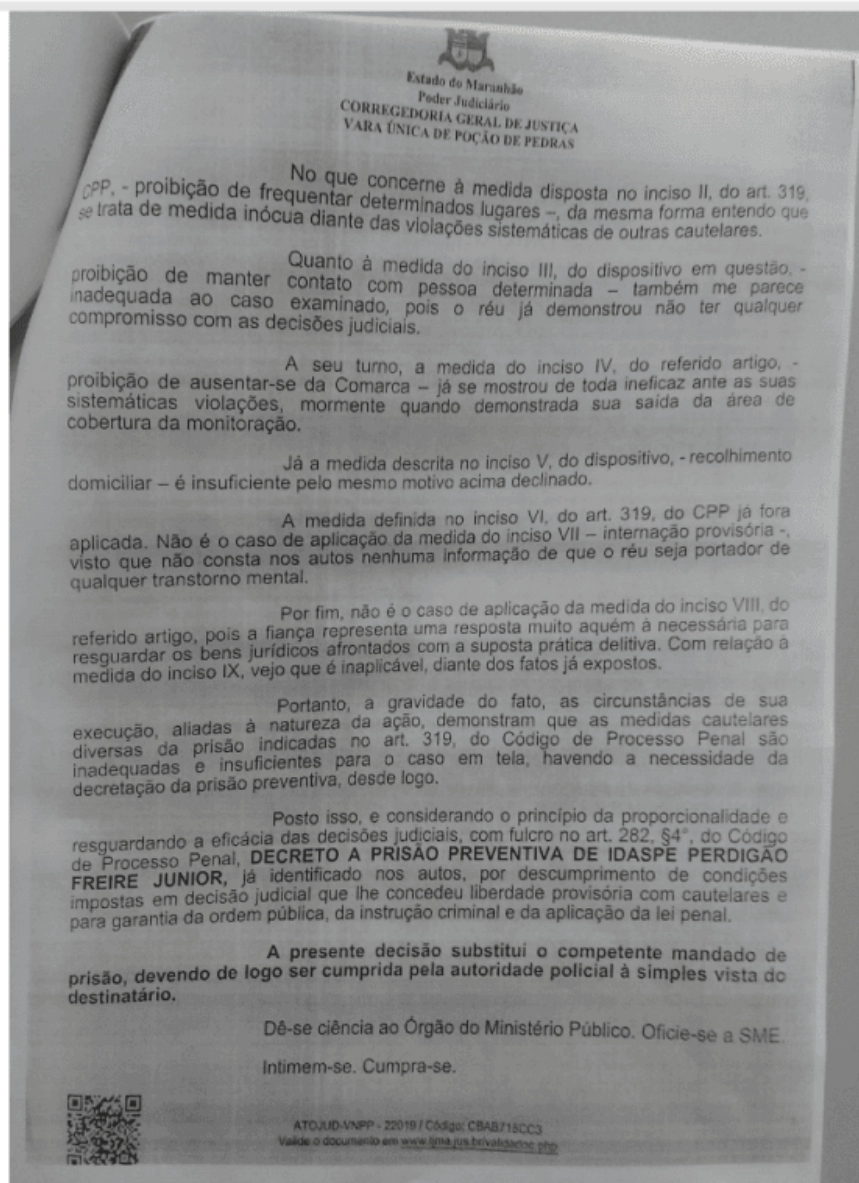 Estado do Maranhão
Poder Judiciário
CORREGEDORIA GERAL DE JUSTIÇA
VARA ÚNICA DE POÇÃO DE PEDRAS
No que concerne à medida disposta no inciso II, do art. 319,
CPP, - proibição de frequentar determinados lugares –, da mesma forma entendo que
se trata de medida inócua diante das violações sistemáticas de outras cautelares.
Quanto à medida do inciso III, do dispositivo em questão, -
proibição de manter contato com pessoa determinada – também me parece
inadequada ao caso examinado, pois o réu já demonstrou não ter qualquer
compromisso com as decisões judiciais.
A seu turno, a medida do inciso IV, do referido artigo, -
proibição de ausentar-se da Comarca – já se mostrou de toda ineficaz ante as suas
sistemáticas violações, mormente quando demonstrada sua saída da área de
cobertura da monitoração.
Já a medida descrita no inciso V, do dispositivo, - recolhimento
domiciliar – é insuficiente pelo mesmo motivo acima declinado.
A medida definida no inciso VI, do art. 319, do CPP já fora
aplicada. Não é o caso de aplicação da medida do inciso VII – internação provisória -,
visto que não consta nos autos nenhuma informação de que o réu seja portador de
qualquer transtorno mental.
Por fim, não é o caso de aplicação da medida do inciso VIII, do
referido artigo, pois a fiança representa uma resposta muito aquém à necessária para
resguardar os bens jurídicos afrontados com a suposta prática delitiva. Com relação à
medida do inciso IX, vejo que é inaplicável, diante dos fatos já expostos.
Portanto, a gravidade do fato, as circunstâncias de sua
execução, aliadas à natureza da ação, demonstram que as medidas cautelares
diversas da prisão indicadas no art. 319, do Código de Processo Penal são
inadequadas e insuficientes para o caso em tela, havendo a necessidade da
decretação da prisão preventiva, desde logo.
Posto isso, e considerando o princípio da proporcionalidade e
resguardando a eficácia das decisões judiciais, com fulcro no art. 282, §4°, do Código
de Processo Penal, DECRETO A PRISÃO PREVENTIVA DE IDASPE PERDIGÃO
FREIRE JUNIOR, já identificado nos autos, por descumprimento de condições
impostas em decisão judicial que lhe concedeu liberdade provisória com cautelares e
para garantia da ordem pública, da instrução criminal e da aplicação da lei penal.
A presente decisão substitui o competente mandado de
prisão, devendo de logo ser cumprida pela autoridade policial à simples vista do
destinatário.
Dê-se ciência ao Órgão do Ministério Público. Oficie-se a SME.
Intimem-se. Cumpra-se.
ATOJUD-VNPP - 22019 / Código: CBAB718CC3
Valide o documento em www.tjma.jus.br/validadoc.php